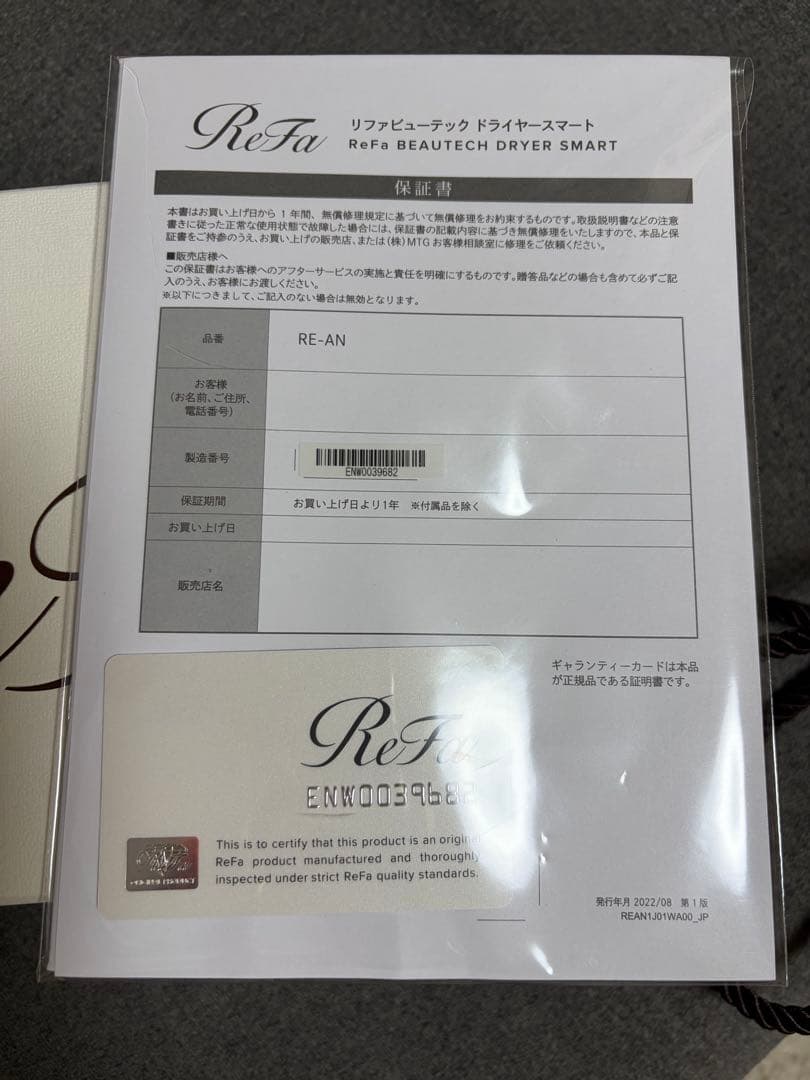 ReFa
リファビューテック ドライヤースマート
ReFa BEAUTECH DRYER SMART
保証書
本書はお買い上げ日から 1 年間、無償修理規定に基づいて無償修理をお約束するものです。取扱説明書などの注意
書きに従った正常な使用状態で故障した場合には、保証書の記載内容に基づき無償修理をいたしますので、本品と保
証書をご持参のうえ、お買い上げの販売店、または(株)MTG お客様相談室に修理をご依頼ください。
■販売店様へ
この保証書はお客様へのアフターサービスの実施と責任を明確にするものです。贈答品などの場合も含めて必ずご記
入のうえ、お客様にお渡しください。
※以下につきまして、ご記入のない場合は無効となります。
品番
RE-AN
お客様
(お名前、ご住所、
電話番号)
製造番号
ENW0039682
保証期間
お買い上げ日より1年 ※付属品を除く
お買い上げ日
販売店名
ギャランティーカードは本品
が正規品である証明書です。
ReFa
ENW0039682
This is to certify that this product is an original
ReFa product manufactured and thoroughly
inspected under strict ReFa quality standards.
ReFa
発行年月 2022/08 第 1 版
REAN1J01WA00_JP